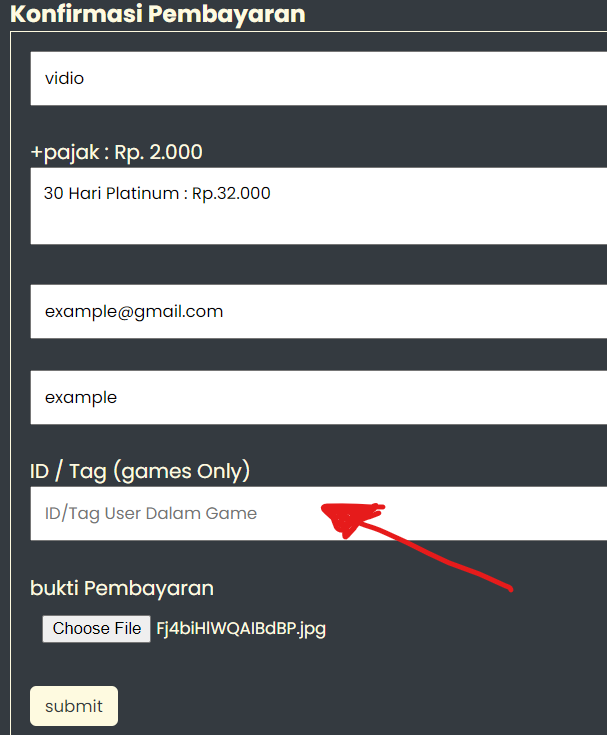 Konfirmasi Pembayaran
vidio
+pajak : Rp. 2.000
30 Hari Platinum : Rp.32.000
example@gmail.com
example
ID / Tag (games Only)
ID/Tag User Dalam Game
bukti Pembayaran
Choose File Fj4biHlWQAIBdBP.jpg
submit